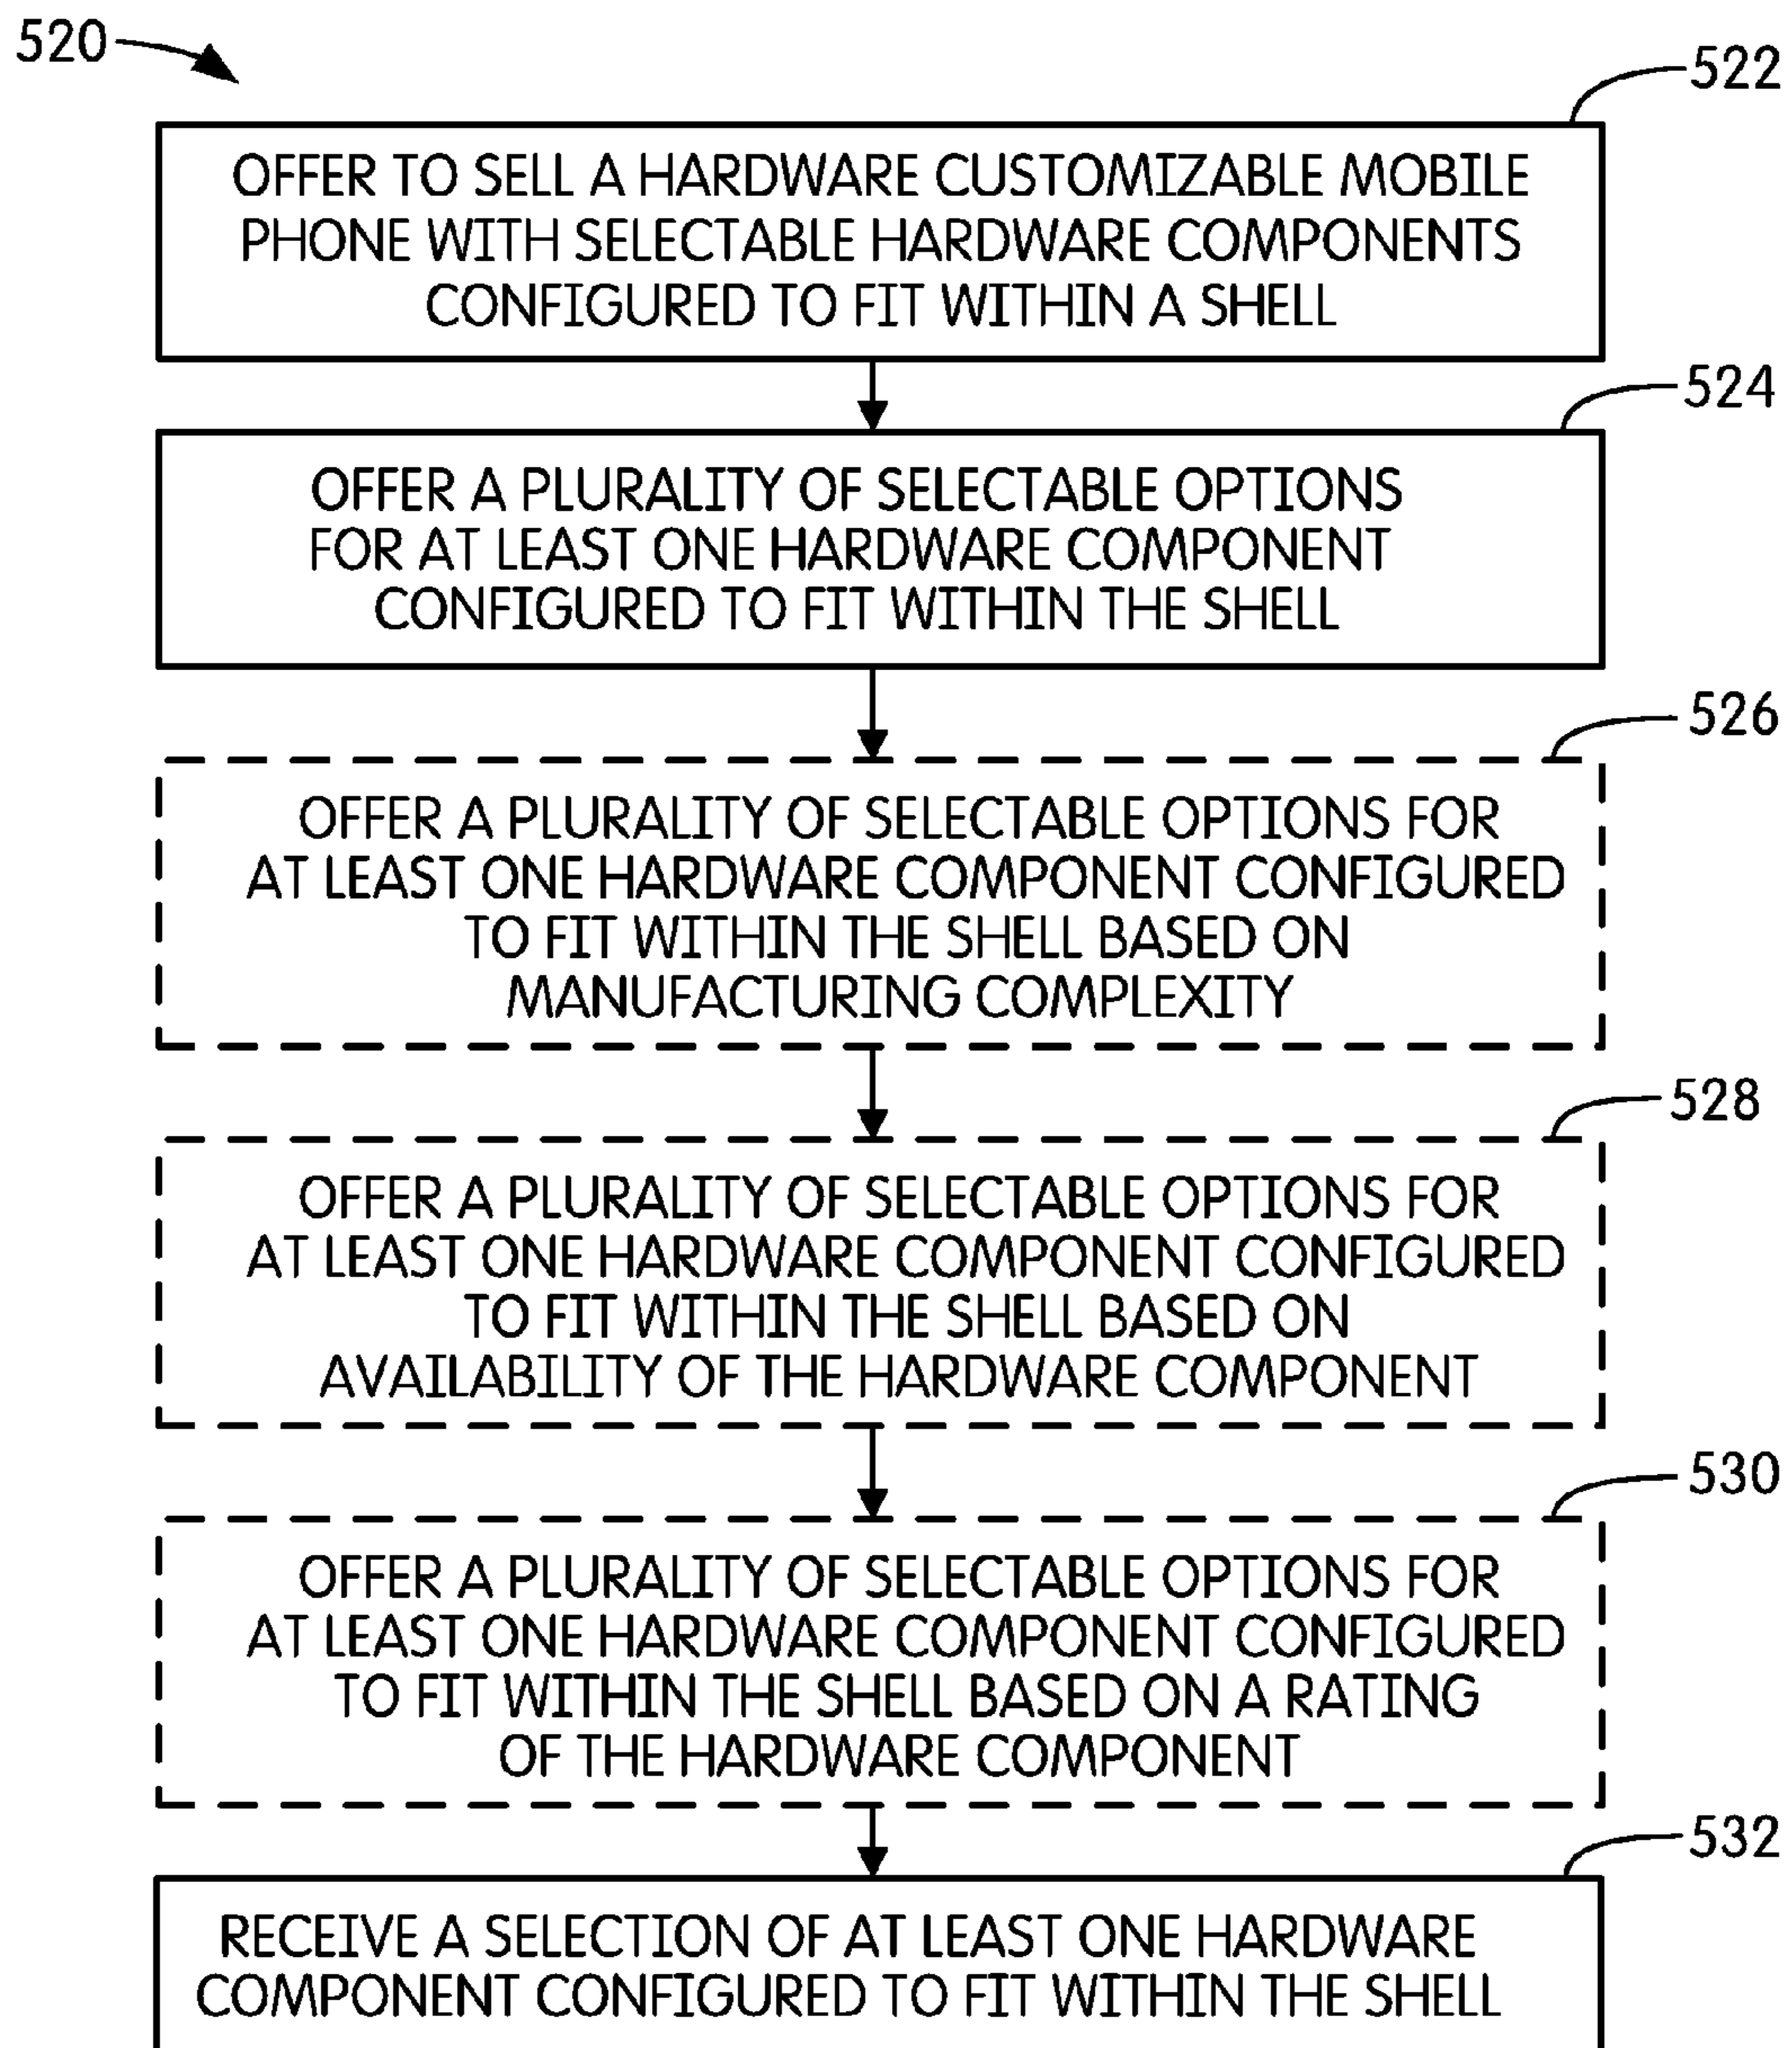 520
522
OFFER TO SELL A HARDWARE CUSTOMIZABLE MOBILE
PHONE WITH SELECTABLE HARDWARE COMPONENTS
CONFIGURED TO FIT WITHIN A SHELL
524
OFFER A PLURALITY OF SELECTABLE OPTIONS
FOR AT LEAST ONE HARDWARE COMPONENT
CONFIGURED TO FIT WITHIN THE SHELL
526
OFFER A PLURALITY OF SELECTABLE OPTIONS FOR
AT LEAST ONE HARDWARE COMPONENT CONFIGURED
TO FIT WITHIN THE SHELL BASED ON
MANUFACTURING COMPLEXITY
528
OFFER A PLURALITY OF SELECTABLE OPTIONS FOR
AT LEAST ONE HARDWARE COMPONENT CONFIGURED
TO FIT WITHIN THE SHELL BASED ON
AVAILABILITY OF THE HARDWARE COMPONENT
530
OFFER A PLURALITY OF SELECTABLE OPTIONS FOR
AT LEAST ONE HARDWARE COMPONENT CONFIGURED
TO FIT WITHIN THE SHELL BASED ON A RATING
OF THE HARDWARE COMPONENT
532
RECEIVE A SELECTION OF AT LEAST ONE HARDWARE
COMPONENT CONFIGURED TO FIT WITHIN THE SHELL